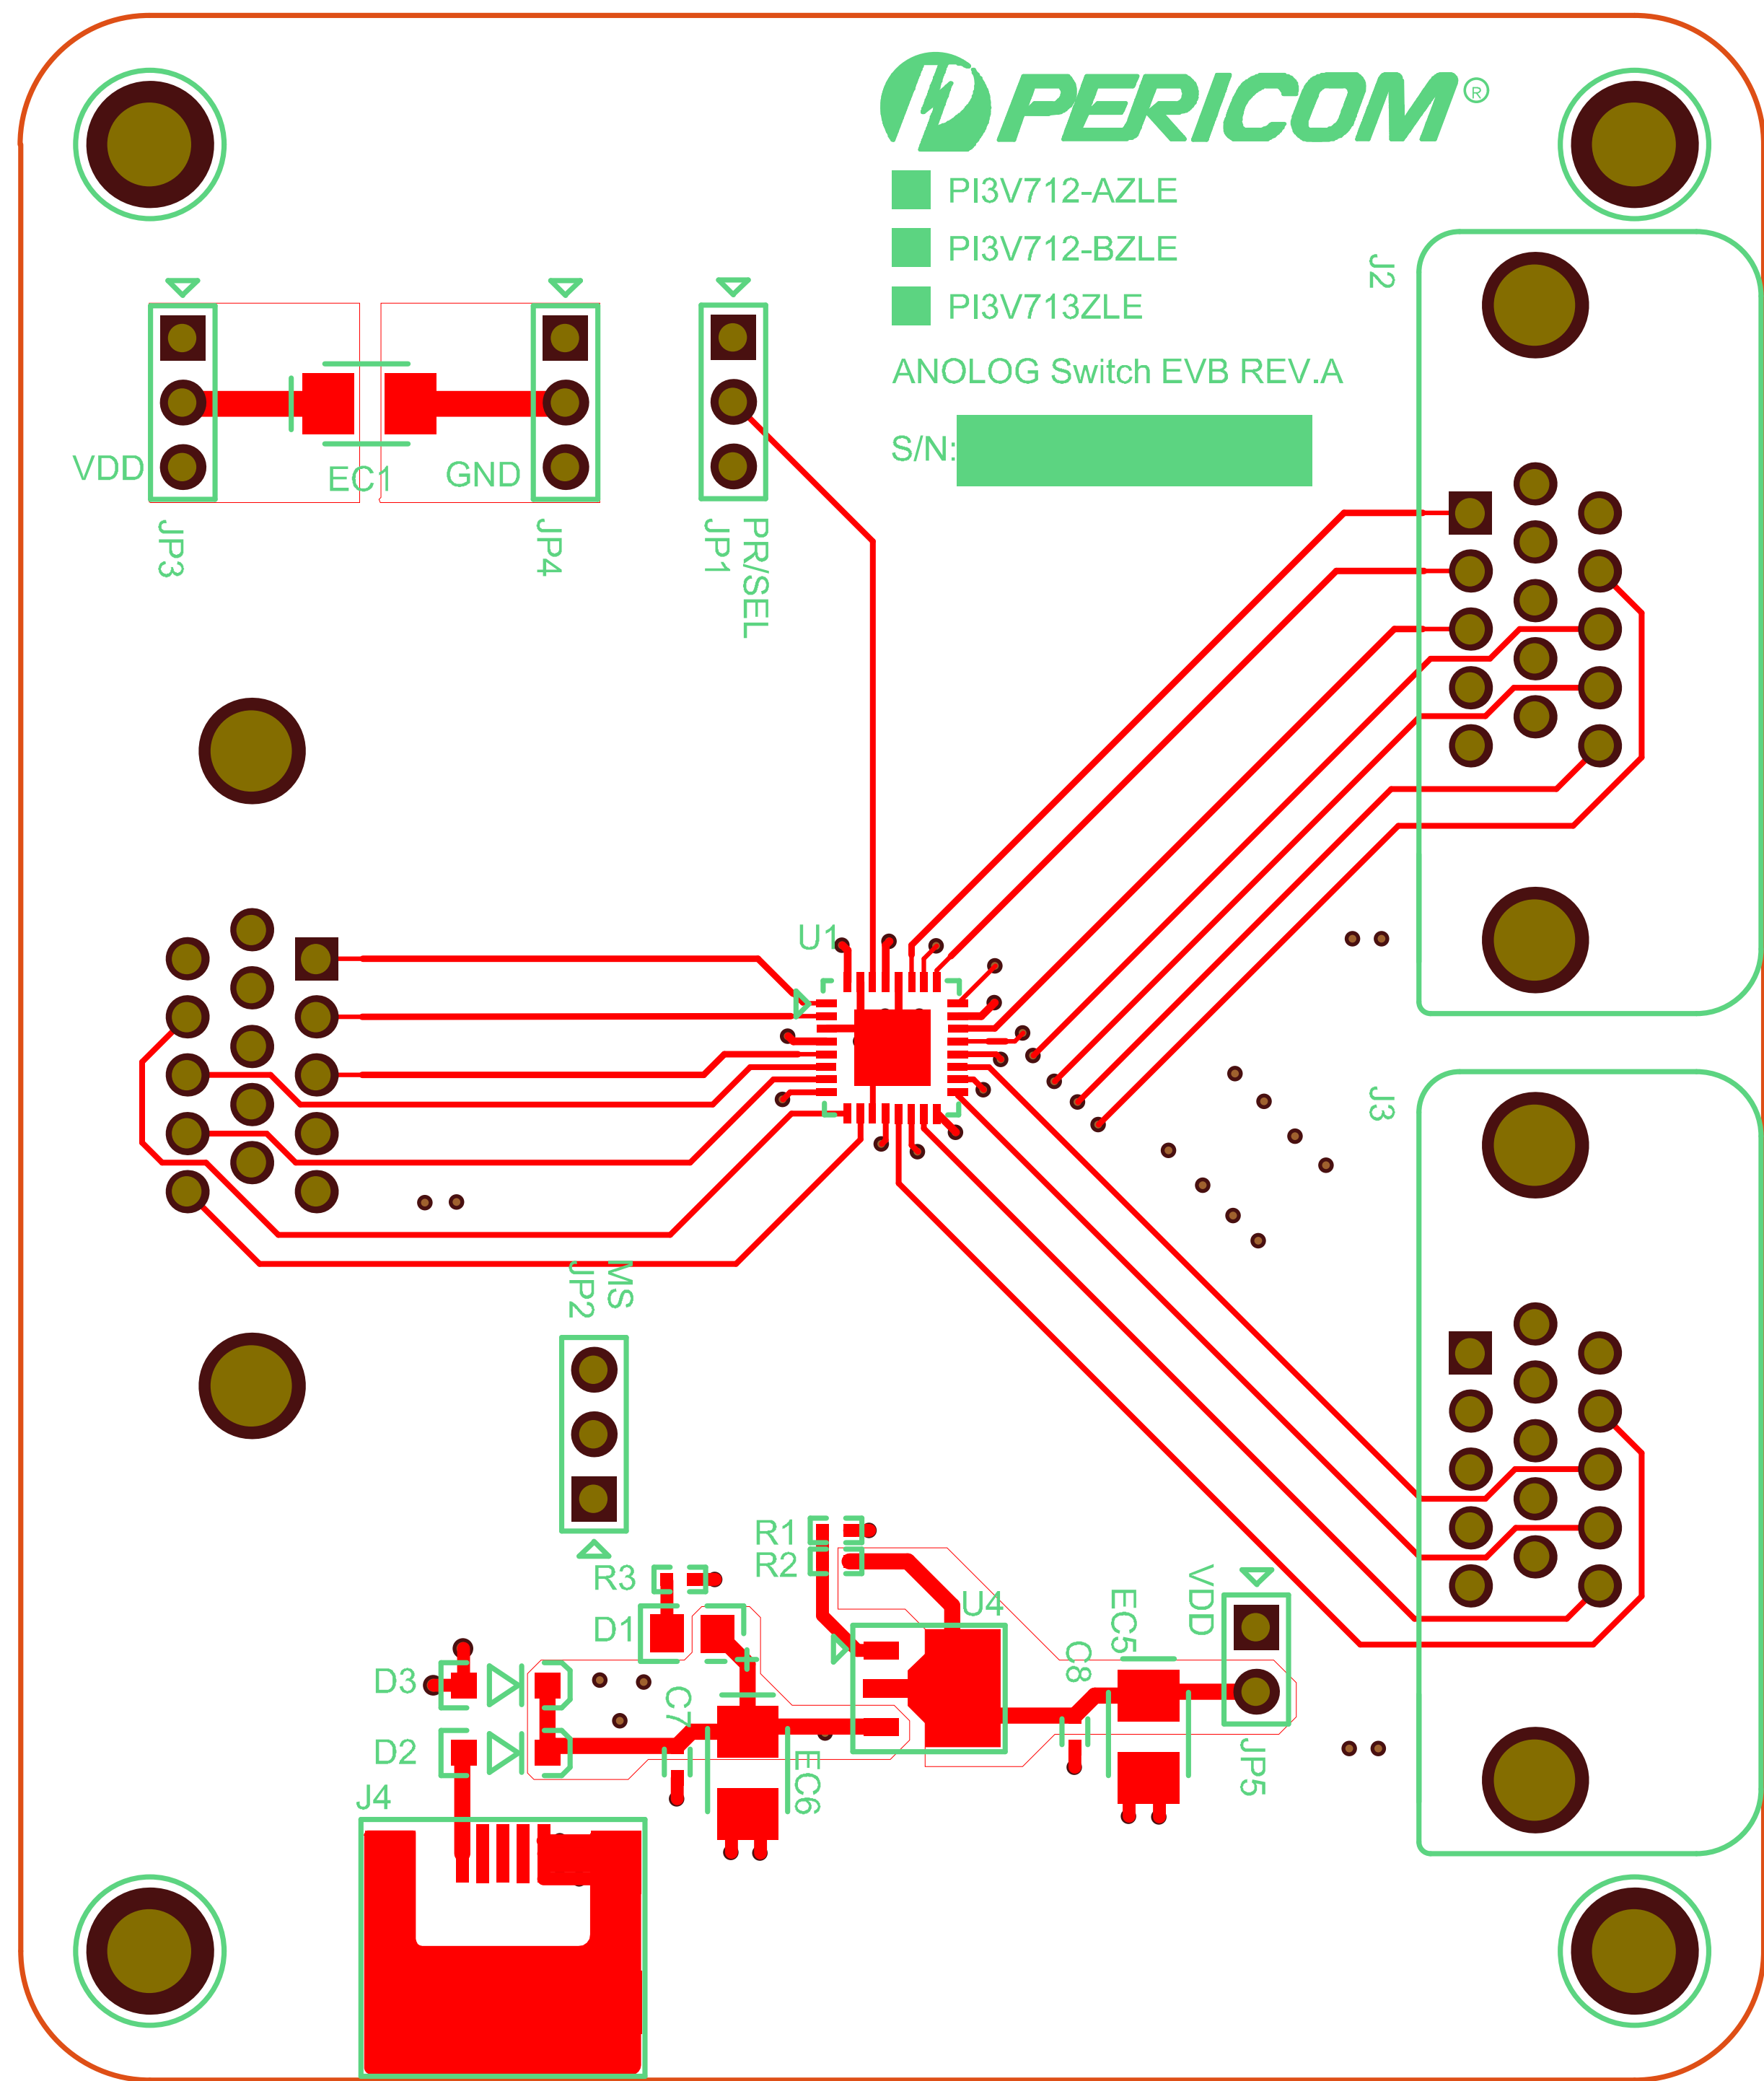 PERICOM®
PI3V712-AZLE
PI3V712-BZLE
PI3V713ZLE
ANOLOG Switch EVB REV.A
S/N:
J2
VDD
EC1
GND
JP3
JP4
JP1
PR/SEL
U1
J3
MS
JP2
R1
R2
R3
D1
+
U4
VDD
EC5
C8
D3
C7
D2
EC6
JP5
J4